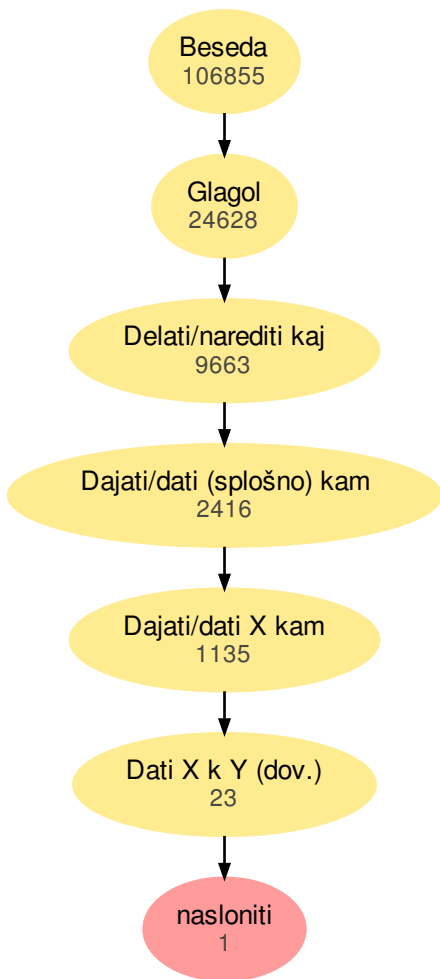 Beseda
106855
Glagol
24628
Delati/narediti kaj
9663
Dajati/dati (splošno) kam
2416
Dajati/dati X kam
1135
Dati X k Y (dov.)
23
nasloniti
1